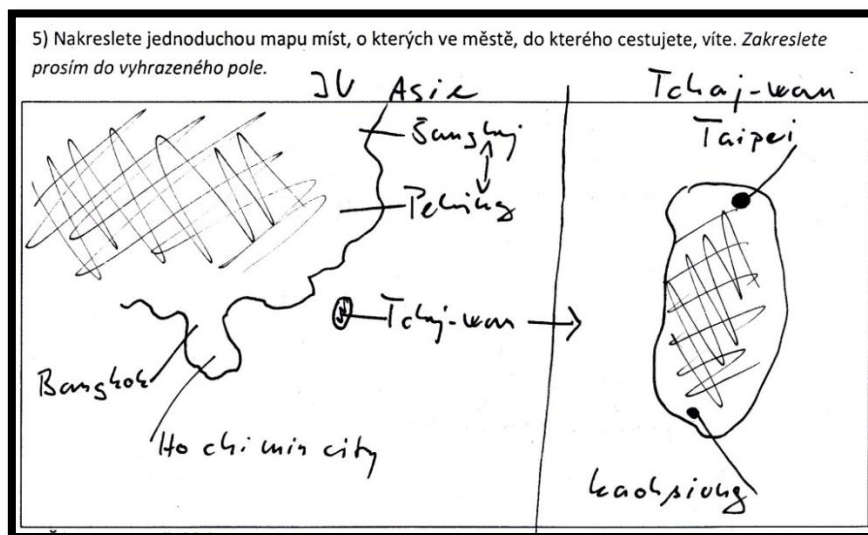 5) Nakreslete jednoduchou mapu míst, o kterých ve městě, do kterého cestujete, víte. Zakreslete
prosím do vyhrazeného pole.
JV Asie
Šanghaj
Peking
Tchaj-wan
Bangkok
Ho chi min city
Tchaj-wan
Taipei
kaohsiung